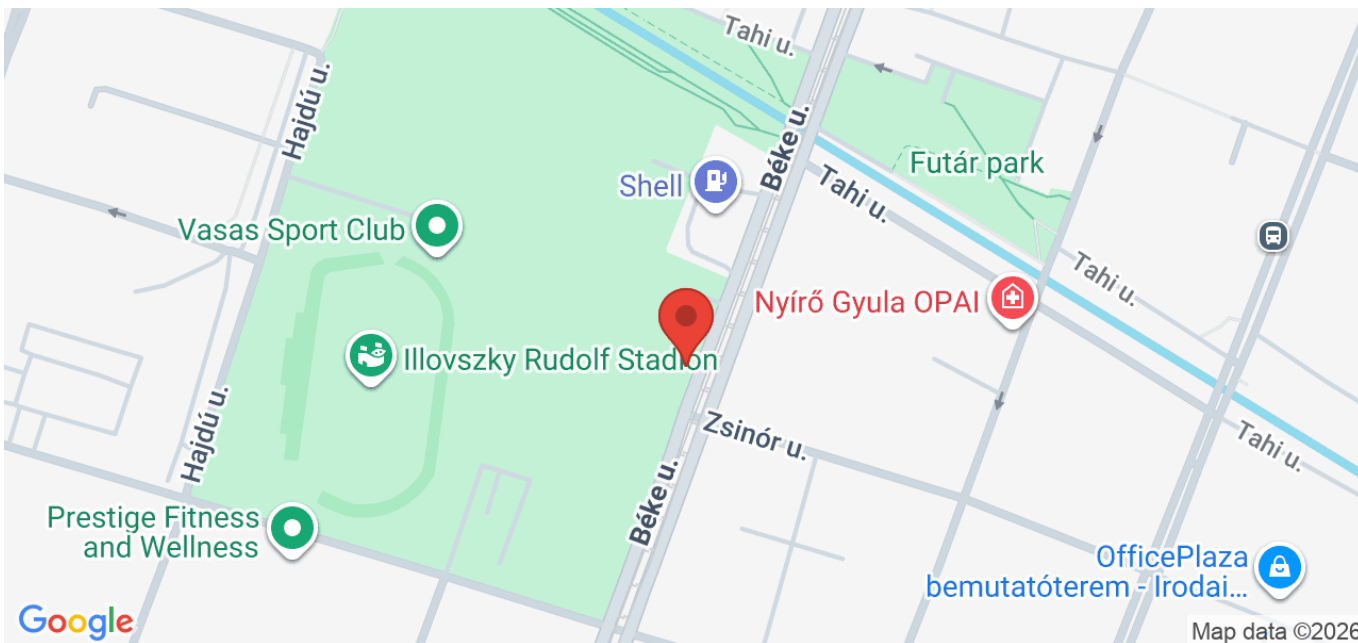 Tahi u.
Hajdú u.
Béke u.
Futár park
Shell
Tahi u.
Vasas Sport Club
Tahi u.
Nyírő Gyula OPAI
Illovszky Rudolf Stadion
Hajdú u.
Zsinór u.
Tahi u.
Béke u.
Prestige Fitness
and Wellness
OfficePlaza
bemutatóterem - Irodai...
Google
Map data ©2026